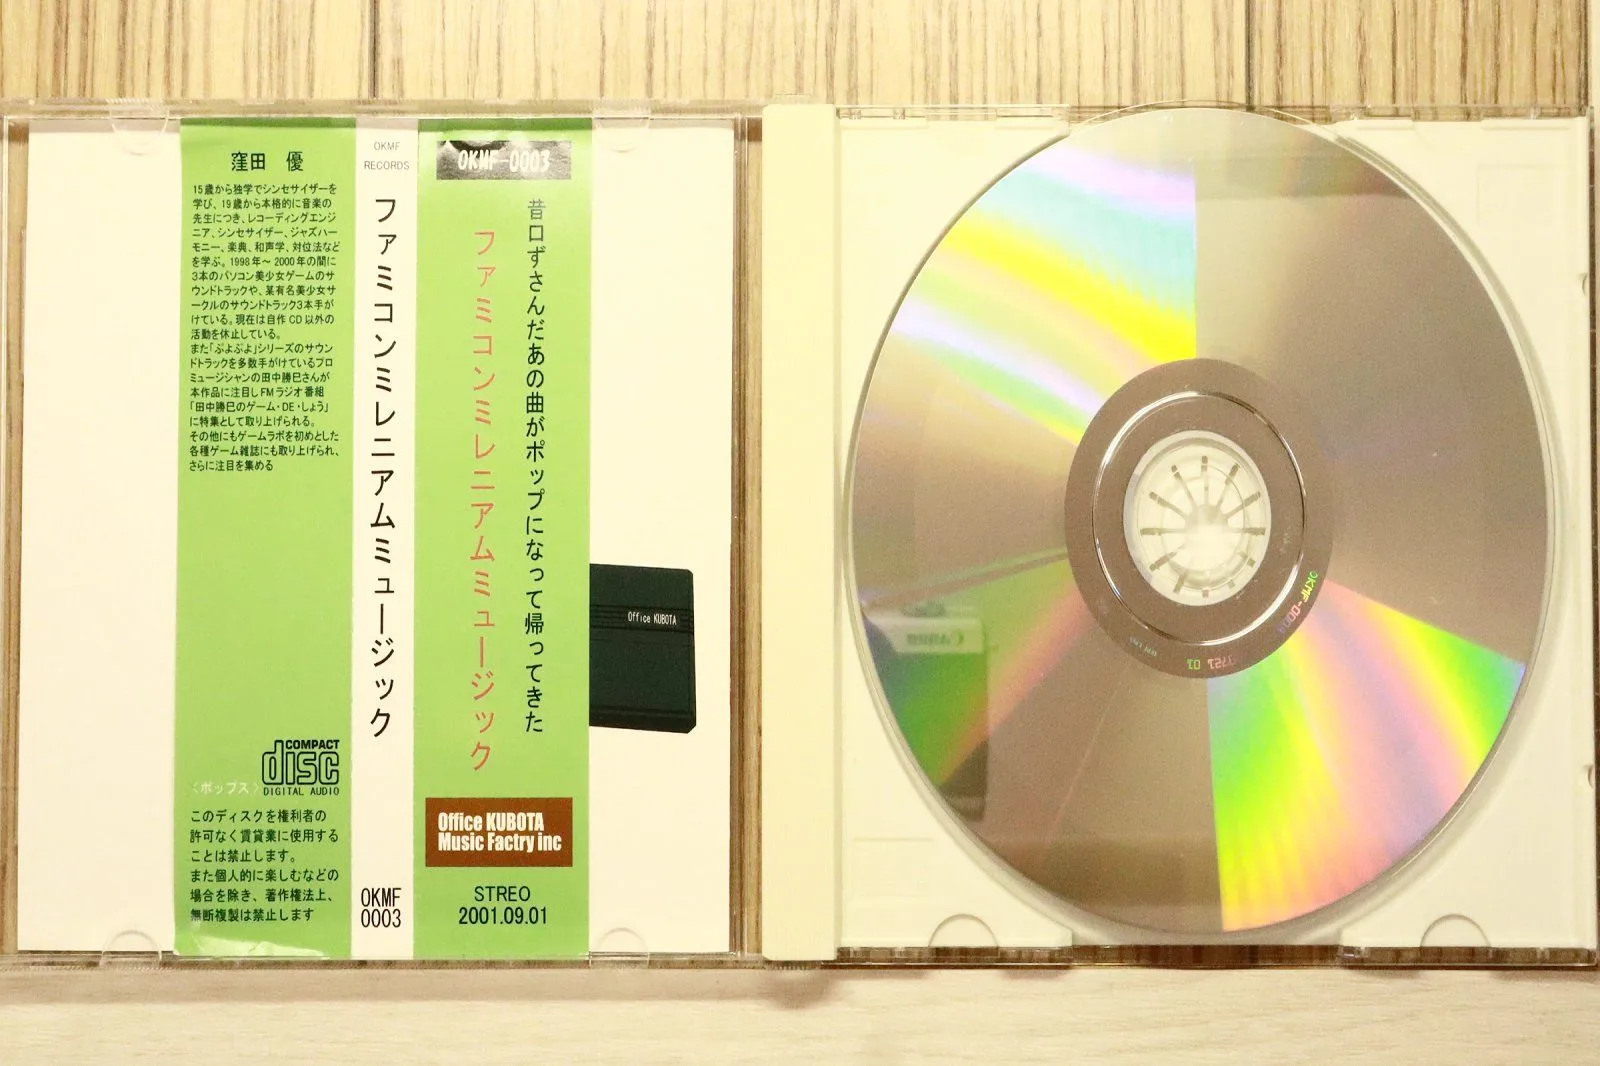 窪田 優
15歳から独学でシンセサイザーを
学び、19歳から本格的に音楽の
先生につき、レコーディングエンジ
ニア、シンセサイザー、ジャズハー
モニー、楽典、和声学、対位法など
を学ぶ。1998年～2000年の間に
3本のパソコン美少女ゲームのサ
ウンドトラックや、某有名美少女サ
ークルのサウンドトラック3本手が
けている。現在は自作CD以外の
活動を休止している。
また「ぷよぷよ」シリーズのサウン
ドトラックを多数手がけているプロ
ミュージシャンの田中勝巳さんが
本作品に注目しFMラジオ番組
「田中勝巳のゲーム・DE・しょう」
に特集として取り上げられる。
その他にもゲームラボを初めとした
各種ゲーム雑誌にも取り上げられ、
さらに注目を集める
〈ポップス〉
COMPACT
disc
DIGITAL AUDIO
このディスクを権利者の
許可なく賃貸業に使用する
ことは禁止します。
また個人的に楽しむなどの
場合を除き、著作権法上、
無断複製は禁止します
OKMF
RECORDS
ファミコンミレニアムミュージック
OKMF
0003
OKMF-0003
昔口ずさんだあの曲がポップになって帰ってきた
ファミコンミレニアムミュージック
Office KUBOTA
Music Factry inc
STREO
2001.09.01
Office KUBOTA